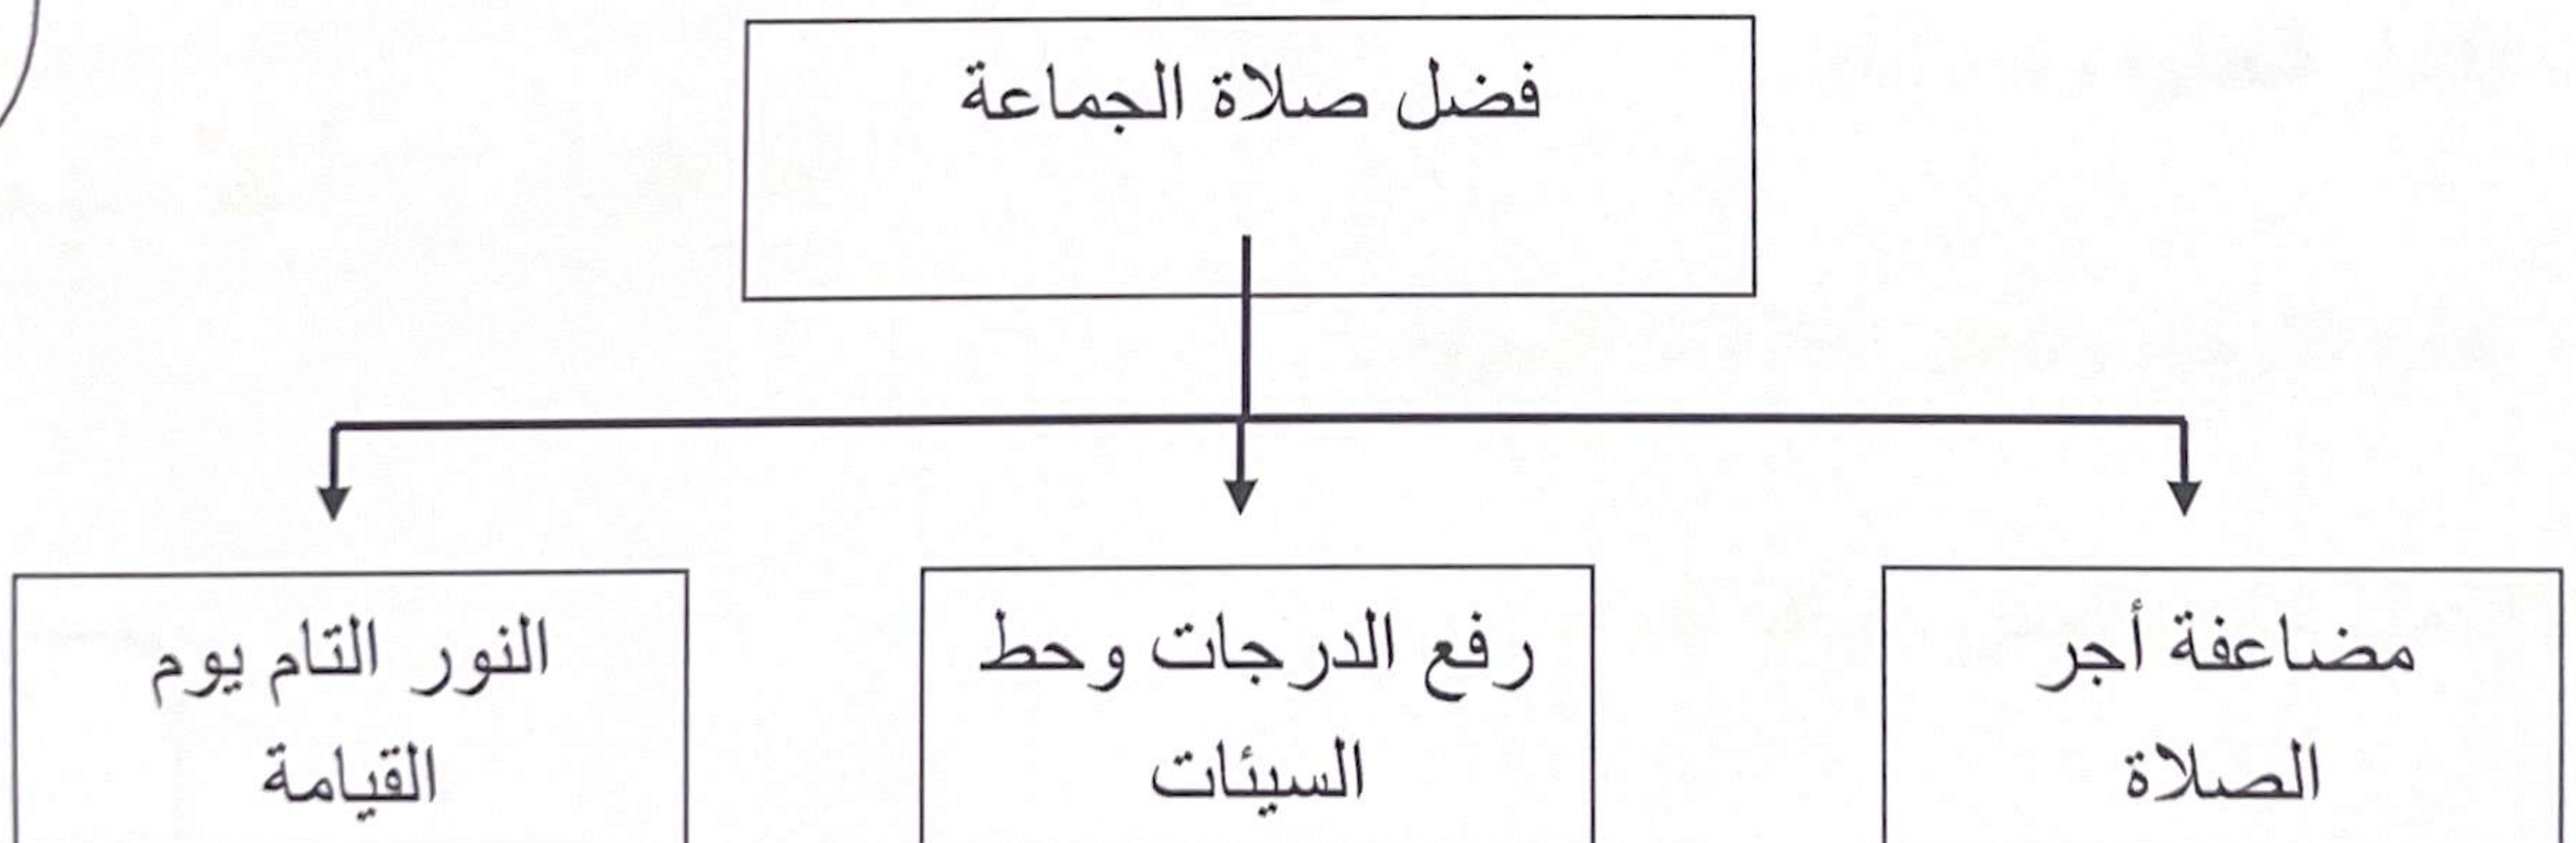 فضل صلاة الجماعة
مضاعفة أجر
الصلاة
رفع الدرجات وحط
السيئات
النور التام يوم
القيامة